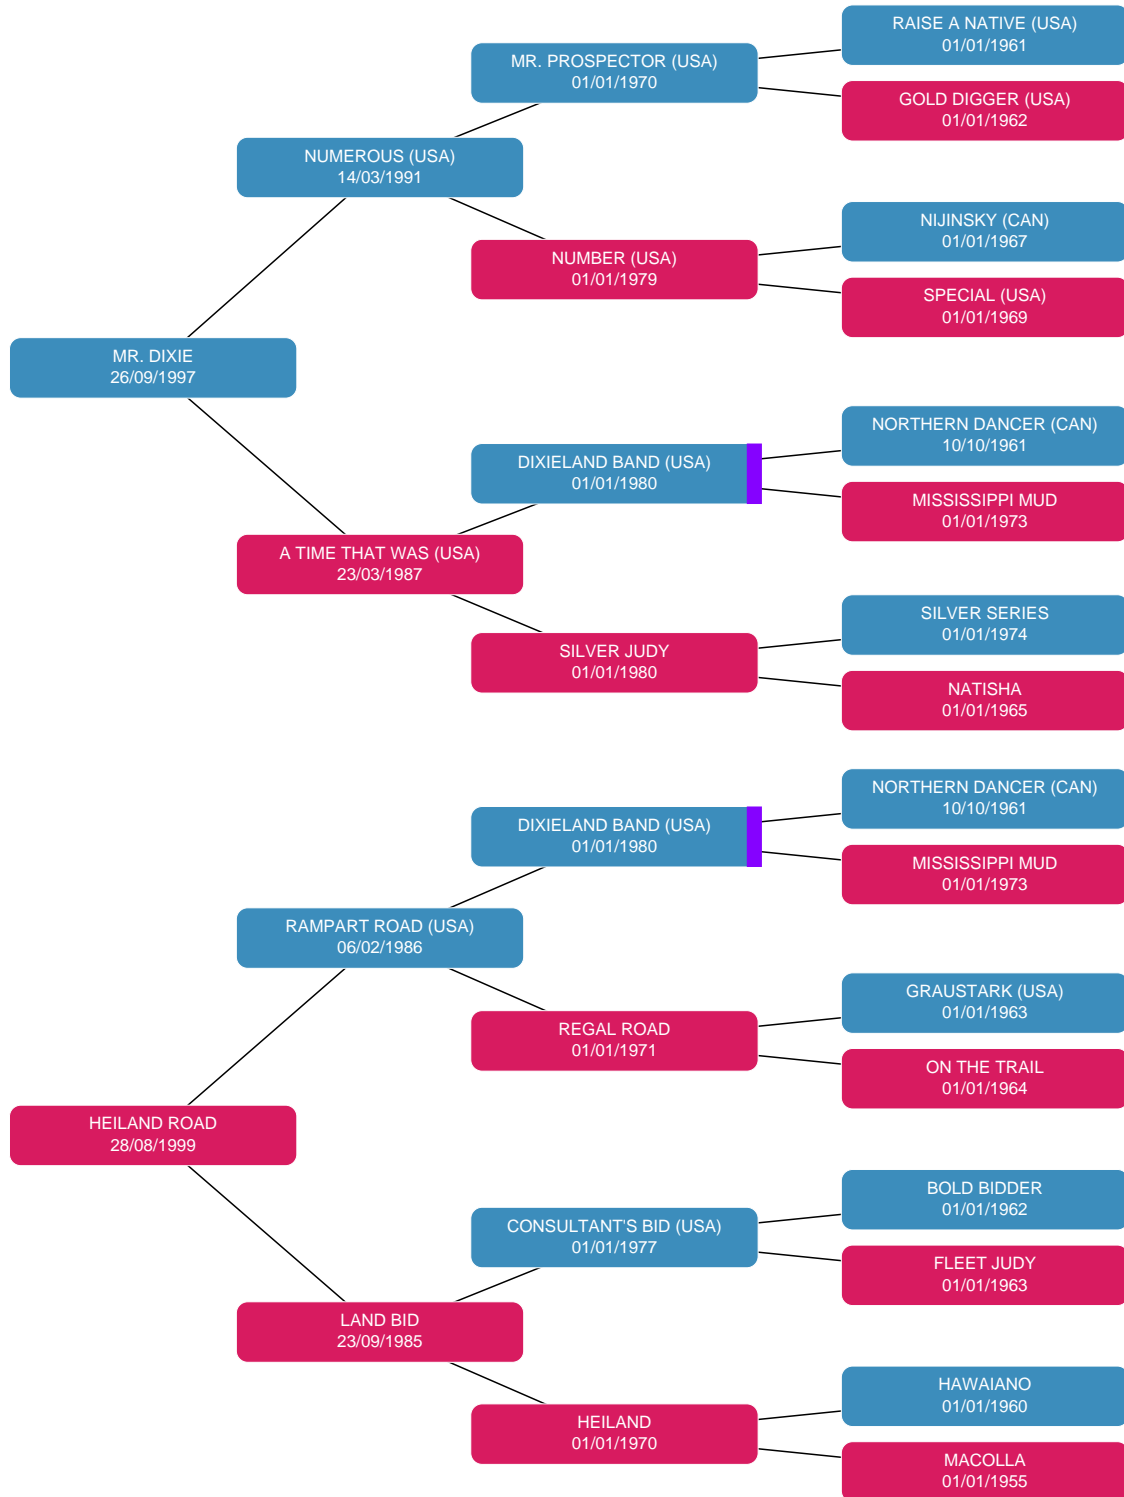 RAISE A NATIVE (USA)
01/01/1961
MR. PROSPECTOR (USA)
01/01/1970
GOLD DIGGER (USA)
01/01/1962
NUMEROUS (USA)
14/03/1991
NIJINSKY (CAN)
01/01/1967
NUMBER (USA)
01/01/1979
SPECIAL (USA)
01/01/1969
MR. DIXIE
26/09/1997
NORTHERN DANCER (CAN)
10/10/1961
DIXIELAND BAND (USA)
01/01/1980
MISSISSIPPI MUD
01/01/1973
A TIME THAT WAS (USA)
23/03/1987
SILVER SERIES
01/01/1974
SILVER JUDY
01/01/1980
NATISHA
01/01/1965
NORTHERN DANCER (CAN)
10/10/1961
DIXIELAND BAND (USA)
01/01/1980
MISSISSIPPI MUD
01/01/1973
RAMPART ROAD (USA)
06/02/1986
GRAUSTARK (USA)
01/01/1963
REGAL ROAD
01/01/1971
ON THE TRAIL
01/01/1964
HEILAND ROAD
28/08/1999
BOLD BIDDER
01/01/1962
CONSULTANT'S BID (USA)
01/01/1977
FLEET JUDY
01/01/1963
LAND BID
23/09/1985
HAWAIANO
01/01/1960
HEILAND
01/01/1970
MACOLLA
01/01/1955